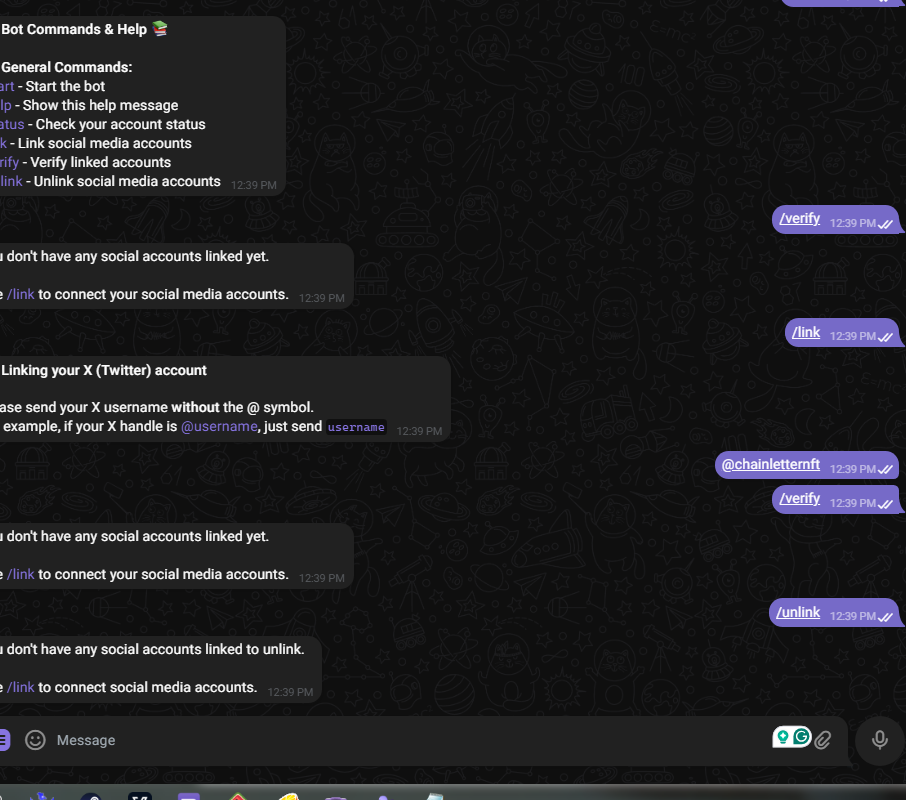 Bot Commands & Help
General Commands:
art - Start the bot
lp - Show this help message
atus - Check your account status
k - Link social media accounts
rify - Verify linked accounts
link - Unlink social media accounts 12:39 PM
/verify 12:39 PM
u don't have any social accounts linked yet.
e /link to connect your social media accounts. 12:39 PM
/link 12:39 PM
Linking your X (Twitter) account
ase send your X username without the @ symbol.
example, if your X handle is @username, just send username 12:39 PM
@chainletternft 12:39 PM
/verify 12:39 PM
u don't have any social accounts linked yet.
e /link to connect your social media accounts. 12:39 PM
/unlink 12:39 PM
u don't have any social accounts linked to unlink.
e /link to connect social media accounts. 12:39 PM
Message